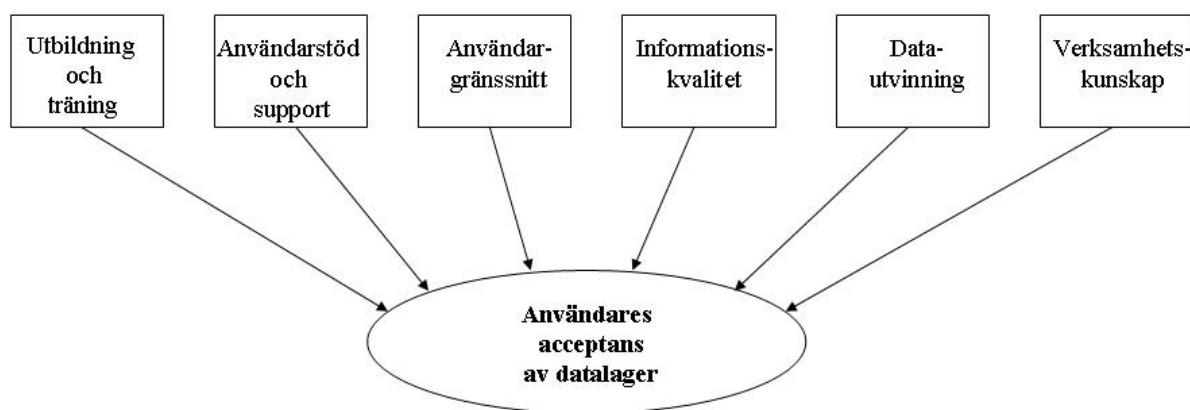 Utbildning
och
träning
Användarstöd
och
support
Användar-
gränssnitt
Informations-
kvalitet
Data-
utvinning
Verksamhets-
kunskap
Användares
acceptans
av datalager